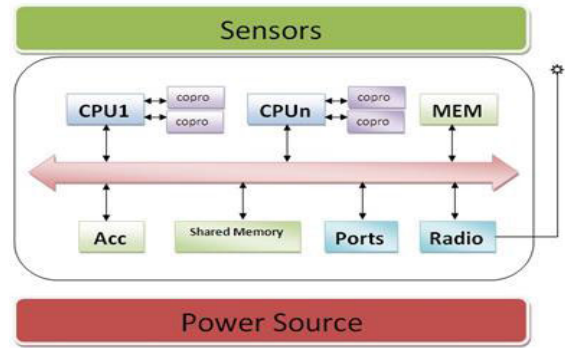 Sensors
CPU1
copro
copro
CPUn
copro
copro
MEM
Acc
Shared Memory
Ports
Radio
Power Source